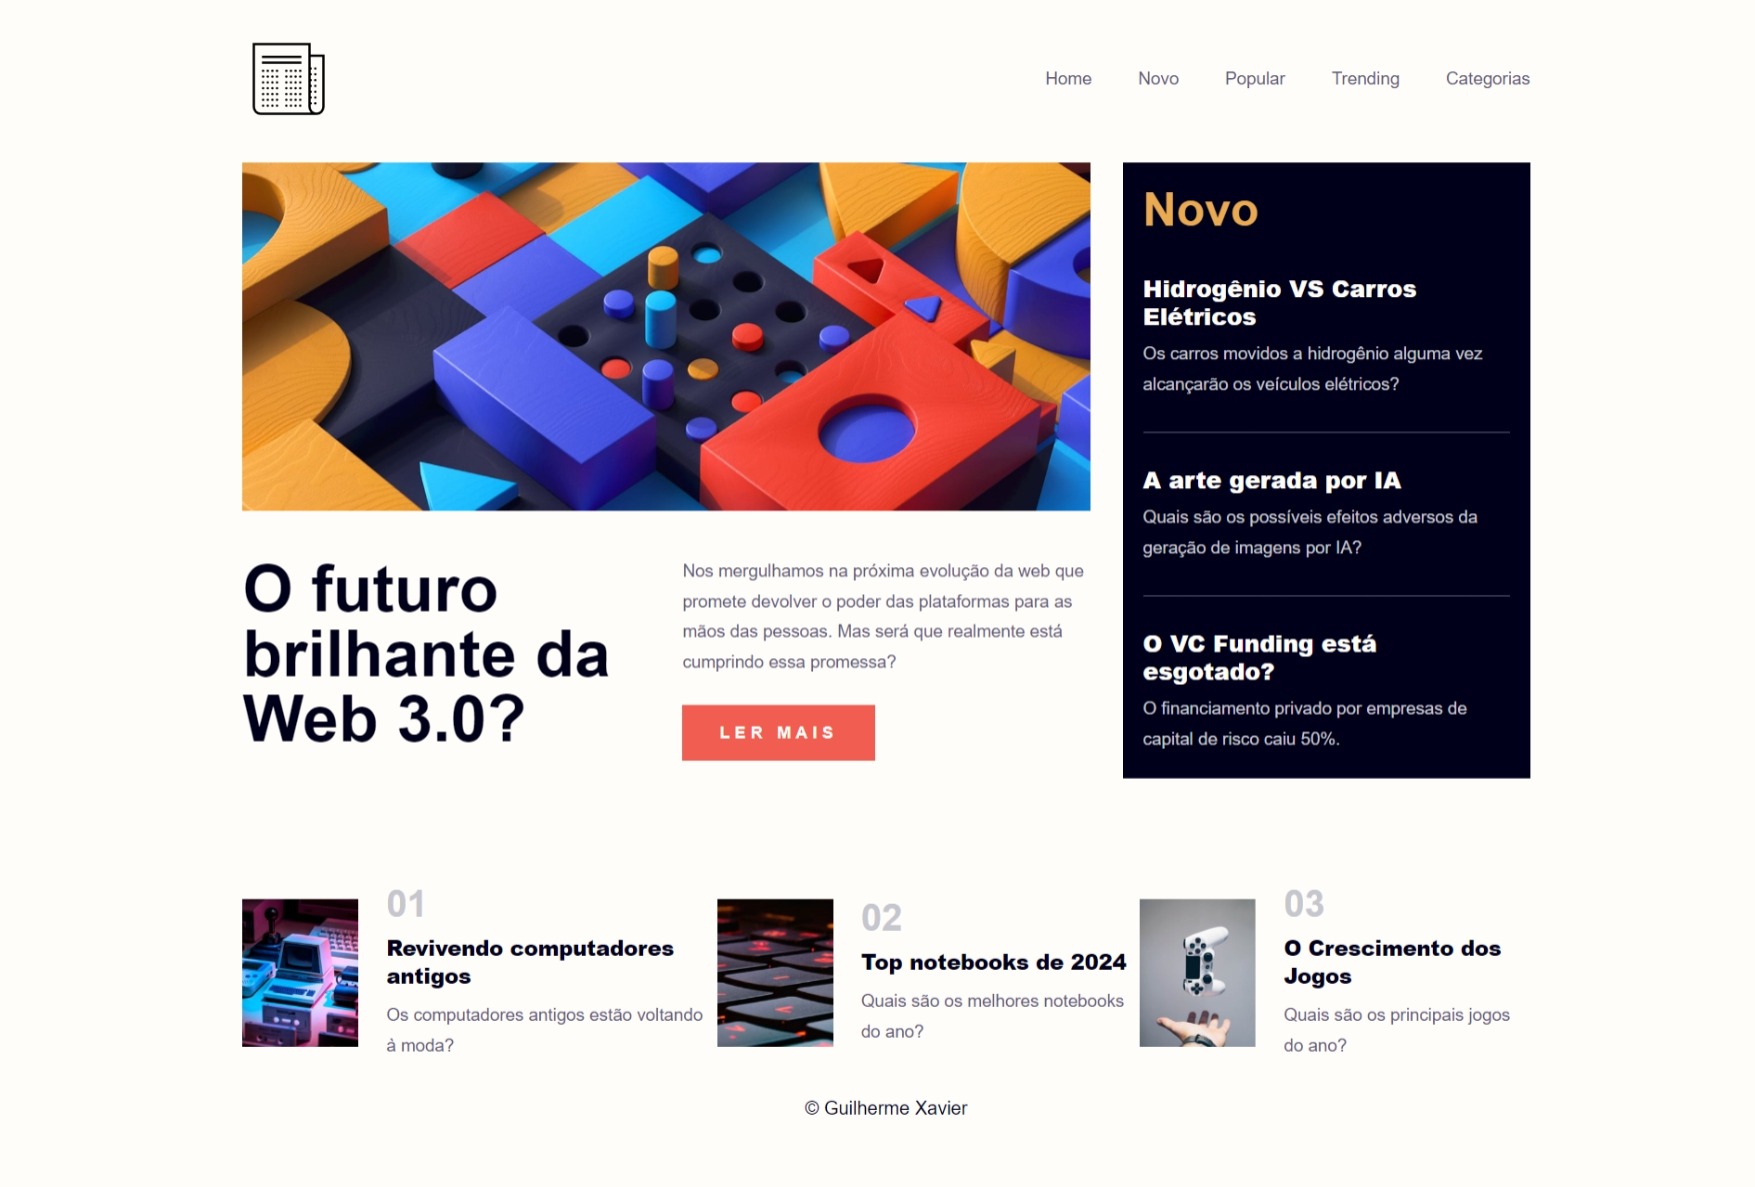 Home
Novo
Popular
Trending
Categorias
O futuro
brilhante da
Web 3.0?
Nos mergulhamos na próxima evolução da web que
promete devolver o poder das plataformas para as
mãos das pessoas. Mas será que realmente está
cumprindo essa promessa?
LER MAIS
Novo
Hidrogênio VS Carros
Elétricos
Os carros movidos a hidrogênio alguma vez
alcançarão os veículos elétricos?
A arte gerada por IA
Quais são os possíveis efeitos adversos da
geração de imagens por IA?
O VC Funding está
esgotado?
O financiamento privado por empresas de
capital de risco caiu 50%.
01
Revivendo computadores
antigos
Os computadores antigos estão voltando
à moda?
02
Top notebooks de 2024
Quais são os melhores notebooks
do ano?
03
O Crescimento dos
Jogos
Quais são os principais jogos
do ano?
© Guilherme Xavier